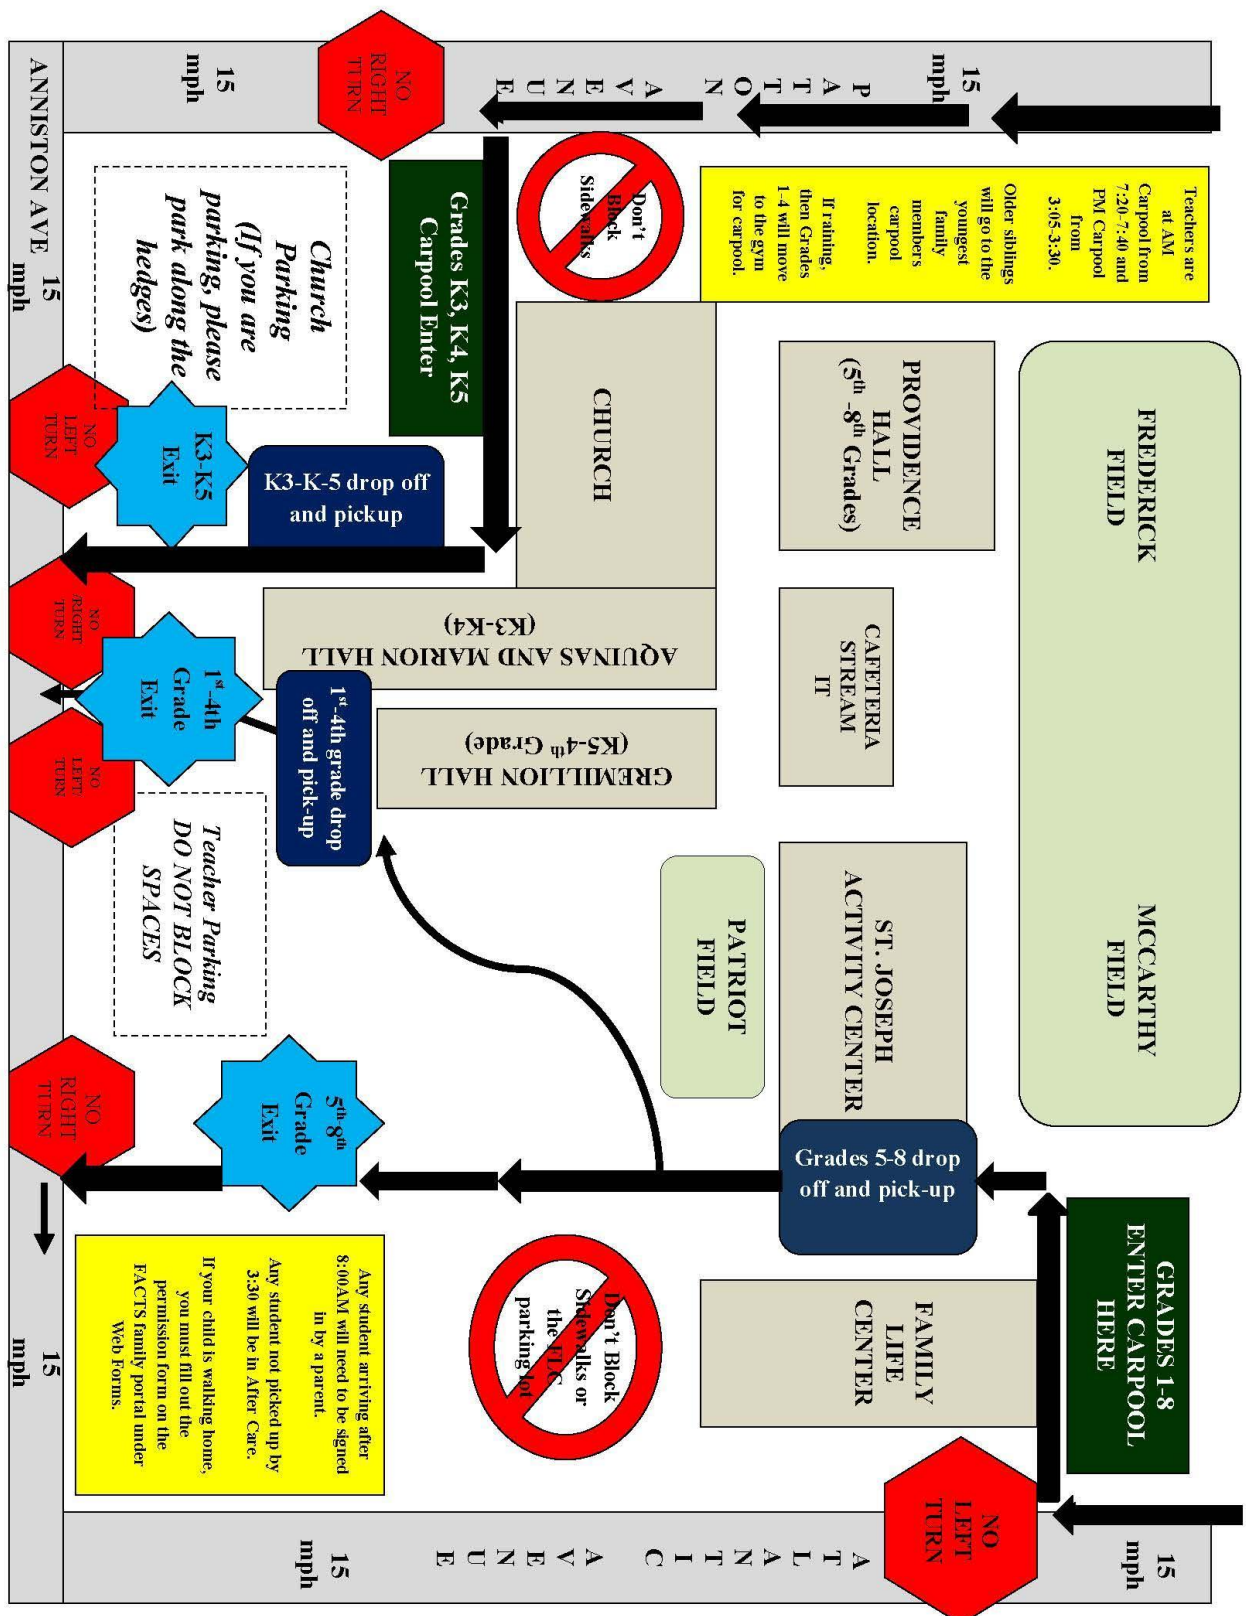 FREDERICK
FIELD
MCCARTHY
FIELD
GRADES 1-8
ENTER CARPOOL
HERE
15
mph
15
mph
PATTON AVENUE
15
mph
NO
RIGHT
TURN
Teachers are
at AM
Carpool from
7:20-7:40 and
PM Carpool
from
3:05-3:30.
Older siblings
will go to the
youngest
family
members
carpool
location.
If raining,
then Grades
1-4 will move
to the gym
for carpool.
PROVIDENCE
HALL
(5th -8th Grades)
CAFETERIA
STREAM
IT
ST. JOSEPH
ACTIVITY CENTER
Grades 5-8 drop
off and pick-up
FAMILY
LIFE
CENTER
NO
LEFT
TURN
ATLANTIC AVENUE
15
mph
Don't
Block
Sidewalks
CHURCH
AQUINAS AND MARION HALL
(K3-K4)
GREMILLION HALL
(K5-4th Grade)
PATRIOT
FIELD
Don't Block
Sidewalks or
the FLC
parking lot
Grades K3, K4, K5
Carpool Enter
K3-K-5 drop off
and pickup
1st-4th grade drop
off and pick-up
Church
Parking
(If you are
parking, please
park along the
hedges)
K3-K5
Exit
1st-4th
Grade
Exit
Teacher Parking
DO NOT BLOCK
SPACES
5th-8th
Grade
Exit
Any student arriving after
8:00AM will need to be signed
in by a parent.
Any student not picked up by
3:30 will be in After Care.
If your child is walking home,
you must fill out the
permission form on the
FACTS family portal under
Web Forms.
NO
LEFT
TURN
NO
/RIGHT
TURN
NO
LEFT/
TURN
NO
RIGHT
TURN
ANNISTON AVE
15
mph
15
mph